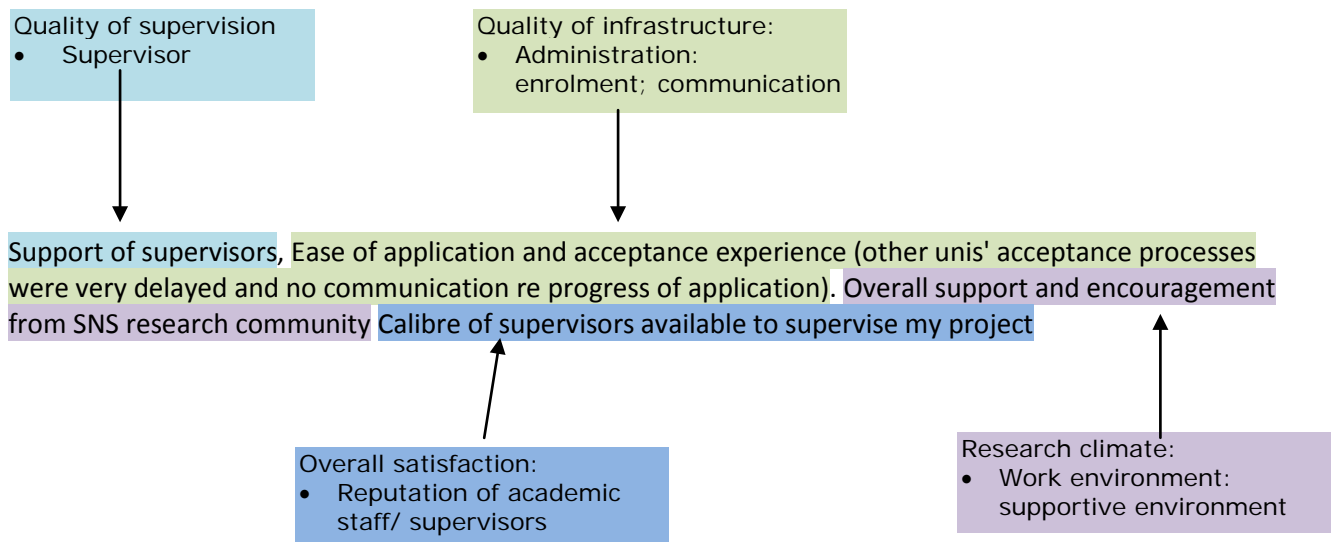 Quality of supervision
• Supervisor
Quality of infrastructure:
• Administration:
enrolment; communication
Support of supervisors, Ease of application and acceptance experience (other unis' acceptance processes
were very delayed and no communication re progress of application). Overall support and encouragement
from SNS research community Calibre of supervisors available to supervise my project
Overall satisfaction:
• Reputation of academic
staff/ supervisors
Research climate:
• Work environment:
supportive environment